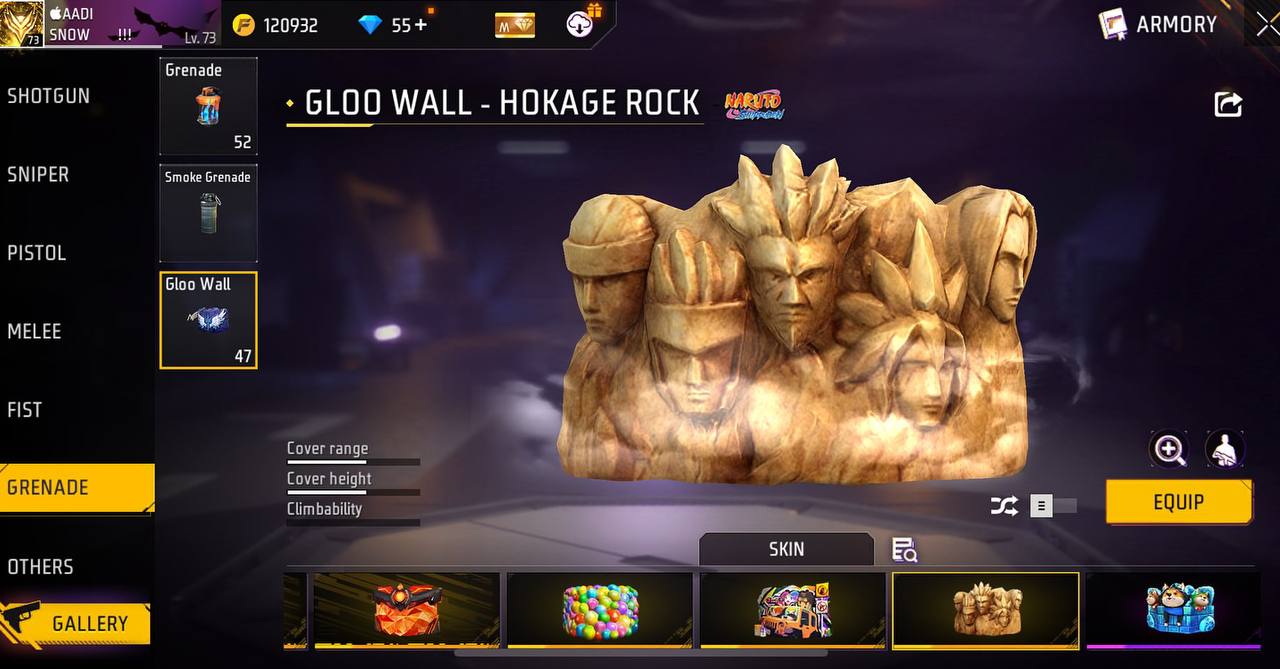 AADI
SNOW
!!!
73
Lv. 73
120932
55+
M
ARMORY
SHOTGUN
SNIPER
PISTOL
MELEE
FIST
GRENADE
OTHERS
GALLERY
Grenade
52
Smoke Grenade
Gloo Wall
47
GLOO WALL - HOKAGE ROCK
NARUTO
SHIPPUDEN
Cover range
Cover height
Climbability
EQUIP
SKIN